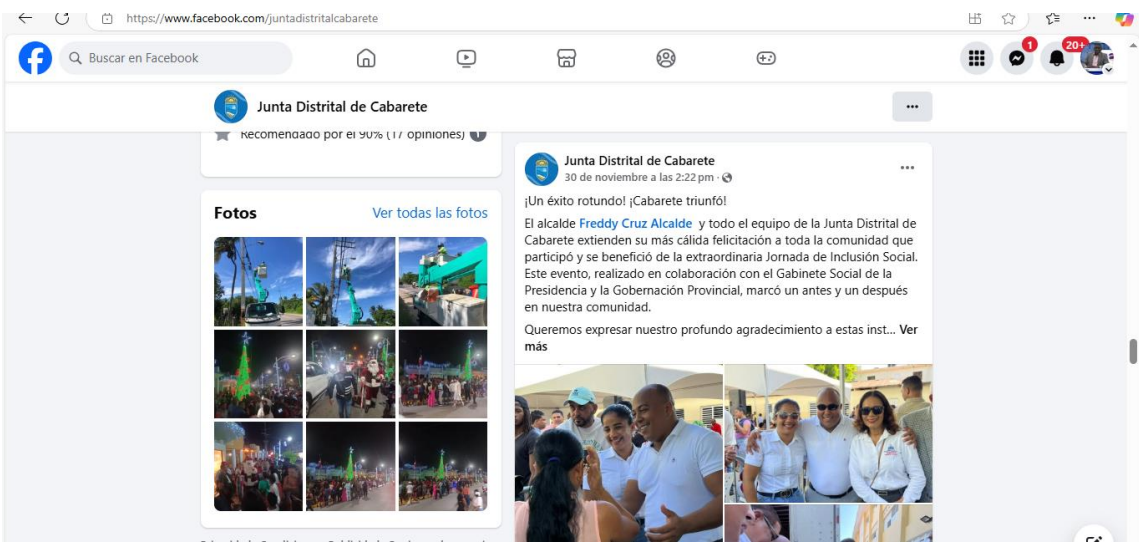 https://www.facebook.com/juntadistritalcabarete
Buscar en Facebook
1
20+
Junta Distrital de Cabarete
Recomendado por el 90% (17 opiniones)
Fotos
Ver todas las fotos
Junta Distrital de Cabarete
30 de noviembre a las 2:22 pm ·
¡Un éxito rotundo! ¡Cabarete triunfó!
El alcalde Freddy Cruz Alcalde y todo el equipo de la Junta Distrital de
Cabarete extienden su más cálida felicitación a toda la comunidad que
participó y se benefició de la extraordinaria Jornada de Inclusión Social.
Este evento, realizado en colaboración con el Gabinete Social de la
Presidencia y la Gobernación Provincial, marcó un antes y un después
en nuestra comunidad.
Queremos expresar nuestro profundo agradecimiento a estas inst... Ver
más